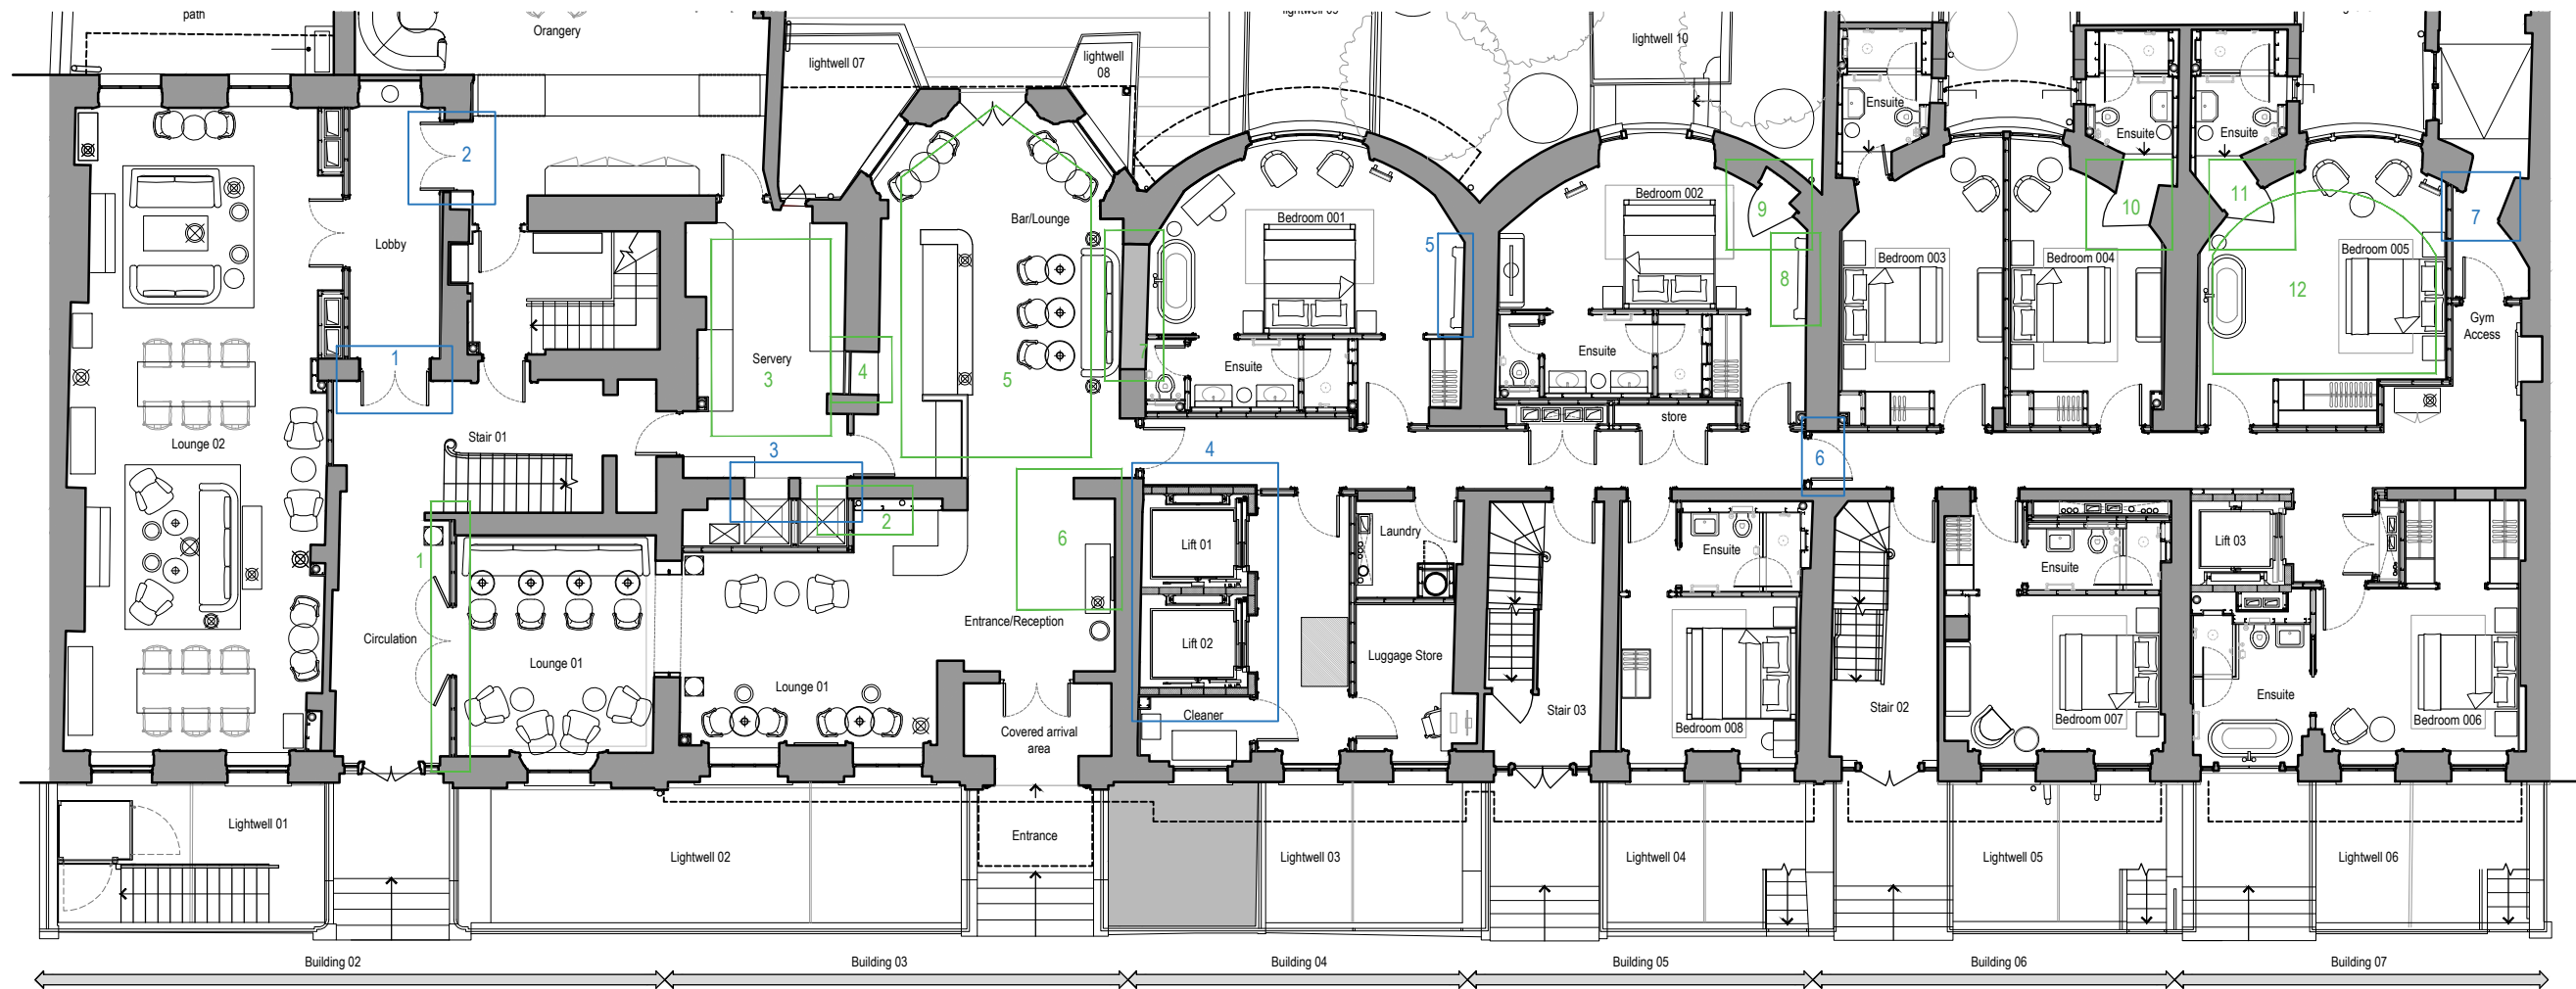 path
Orangery
lightwell 07
lightwell
08
lightwell 09
lightwell 10
Ensuite
Ensuite
Ensuite
2
Lobby
Bar/Lounge
Bedroom 001
Bedroom 002
9
10
11
7
5
8
Bedroom 003
Bedroom 004
Bedroom 005
12
Gym
Access
1
Servery
3
4
5
7
Ensuite
Ensuite
store
Lounge 02
Stair 01
3
4
6
2
1
6
Lift 01
Laundry
Ensuite
Ensuite
Lift 03
Circulation
Lounge 01
Entrance/Reception
Lift 02
Luggage Store
Lounge 01
Cleaner
Covered arrival
area
Stair 03
Bedroom 008
Stair 02
Bedroom 007
Ensuite
Bedroom 006
Lightwell 01
Lightwell 02
Entrance
Lightwell 03
Lightwell 04
Lightwell 05
Lightwell 06
Building 02
Building 03
Building 04
Building 05
Building 06
Building 07